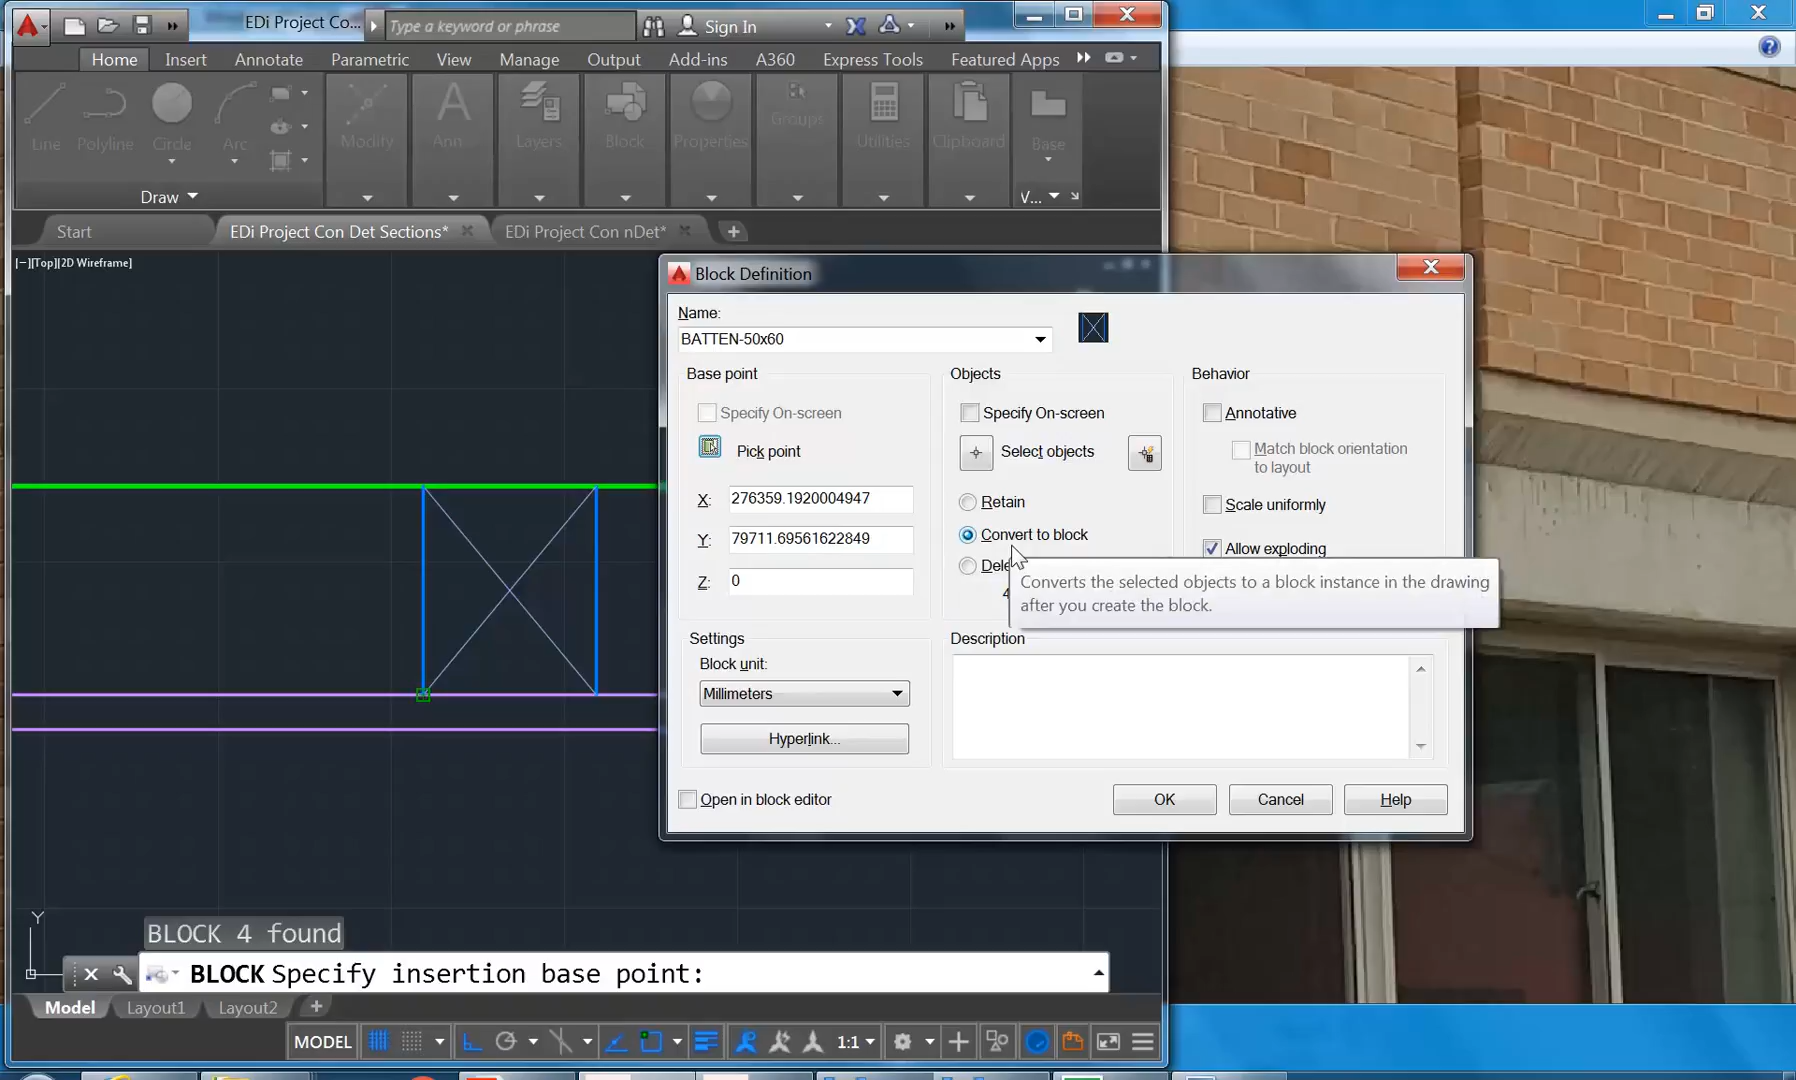 EDi Project Co...
Type a keyword or phrase
Sign In
Home
Insert
Annotate
Parametric
View
Manage
Output
Add-ins
A360
Express Tools
Featured Apps
Line
Polyline
Circle
Arc
Modify
Ann...
Layers
Block
Properties
Groups
Utilities
Clipboard
Base
Draw
V...
Start
EDi Project Con Det Sections*
EDi Project Con nDet*
[−][Top][2D Wireframe]
Block Definition
Name:
BATTEN-50x60
Base point
Specify On-screen
Pick point
X:
276359.1920004947
Y:
79711.69561622849
Z:
0
Objects
Specify On-screen
Select objects
Retain
Convert to block
Dele
4
Behavior
Annotative
Match block orientation
to layout
Scale uniformly
Allow exploding
Converts the selected objects to a block instance in the drawing
after you create the block.
Settings
Block unit:
Millimeters
Hyperlink...
Description
Open in block editor
OK
Cancel
Help
Y
BLOCK 4 found
BLOCK Specify insertion base point:
Model
Layout1
Layout2
MODEL
1:1